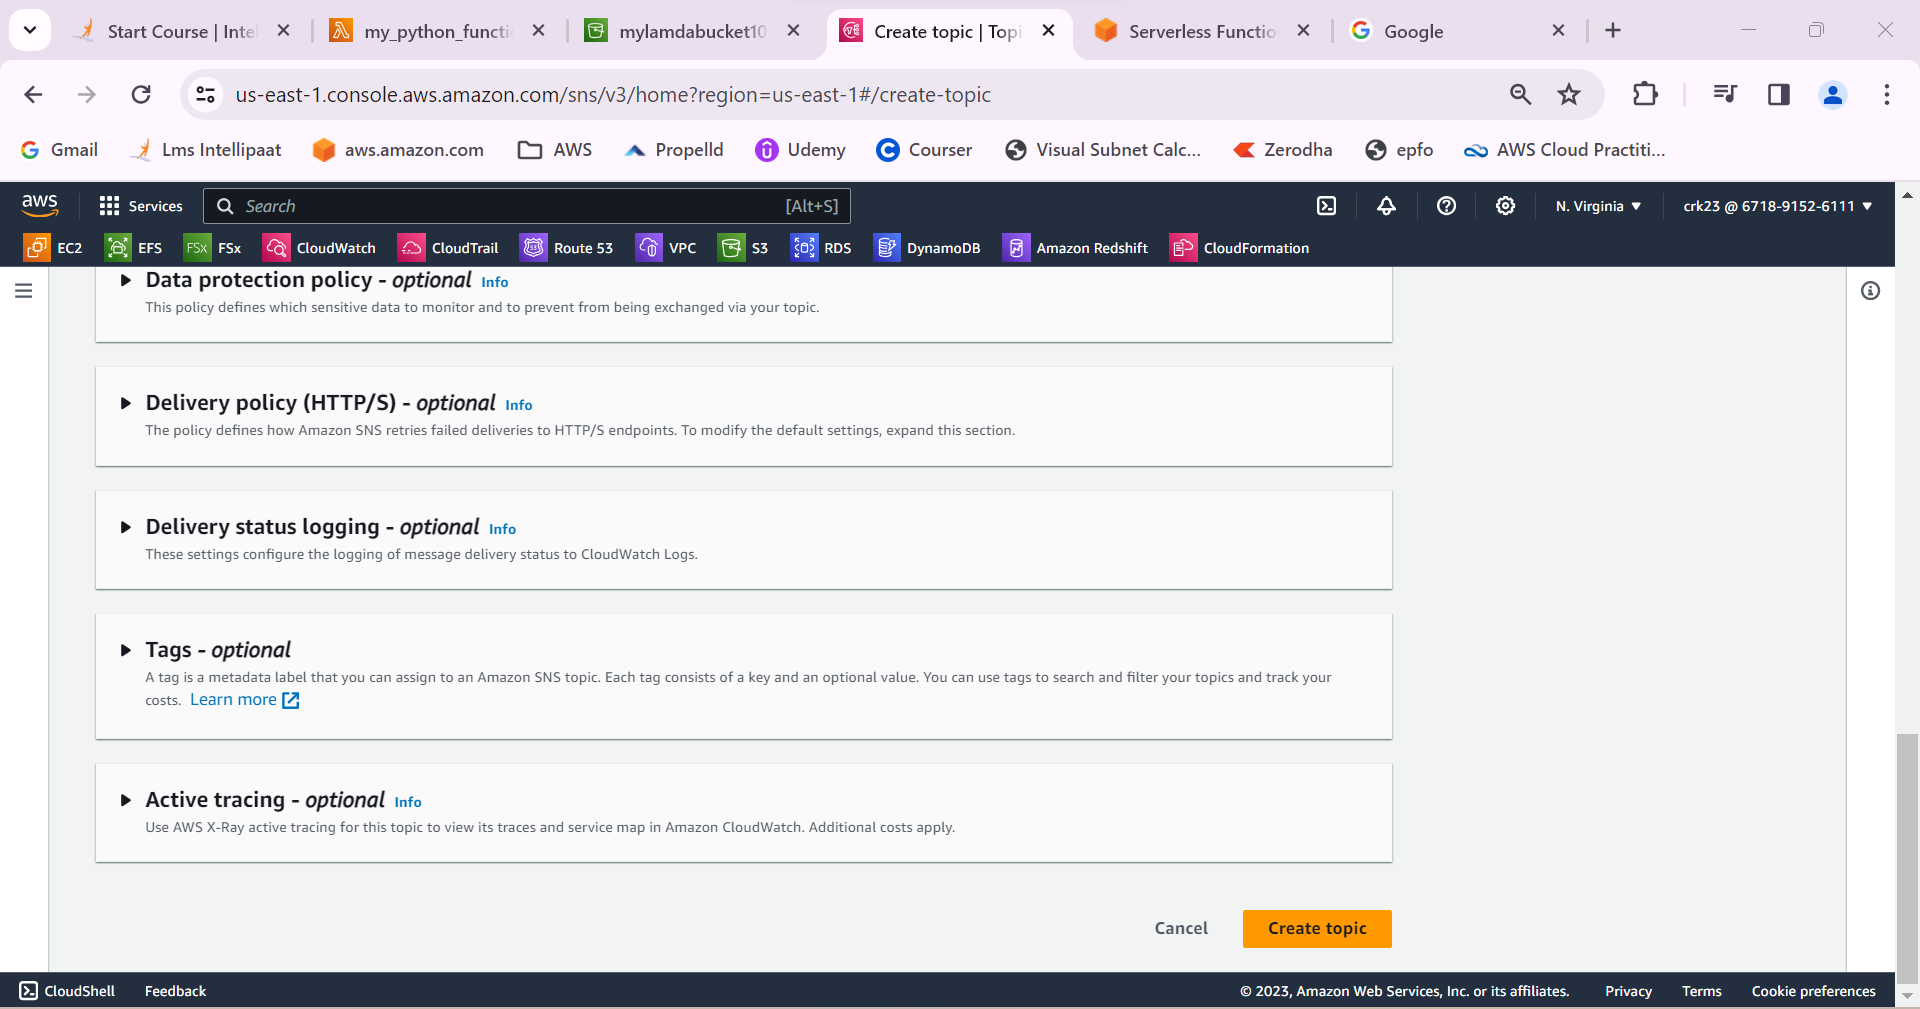 Start Course | Inte
my_python_functi
mylamdabucket10
Create topic | Topi
Serverless Functio
Google
us-east-1.console.aws.amazon.com/sns/v3/home?region=us-east-1#/create-topic
Gmail
Lms Intellipaat
aws.amazon.com
AWS
Propelld
Udemy
Courser
Visual Subnet Calc...
Zerodha
epfo
AWS Cloud Practiti...
aws
Services
Search
[Alt+S]
N. Virginia
crk23 @ 6718-9152-6111
EC2
EFS
FSx
FSx
CloudWatch
CloudTrail
Route 53
VPC
S3
RDS
DynamoDB
Amazon Redshift
CloudFormation
Data protection policy - optional Info
This policy defines which sensitive data to monitor and to prevent from being exchanged via your topic.
Delivery policy (HTTP/S) - optional Info
The policy defines how Amazon SNS retries failed deliveries to HTTP/S endpoints. To modify the default settings, expand this section.
Delivery status logging - optional Info
These settings configure the logging of message delivery status to CloudWatch Logs.
Tags - optional
A tag is a metadata label that you can assign to an Amazon SNS topic. Each tag consists of a key and an optional value. You can use tags to search and filter your topics and track your
costs. Learn more
Active tracing - optional Info
Use AWS X-Ray active tracing for this topic to view its traces and service map in Amazon CloudWatch. Additional costs apply.
Cancel
Create topic
CloudShell
Feedback
© 2023, Amazon Web Services, Inc. or its affiliates.
Privacy
Terms
Cookie preferences